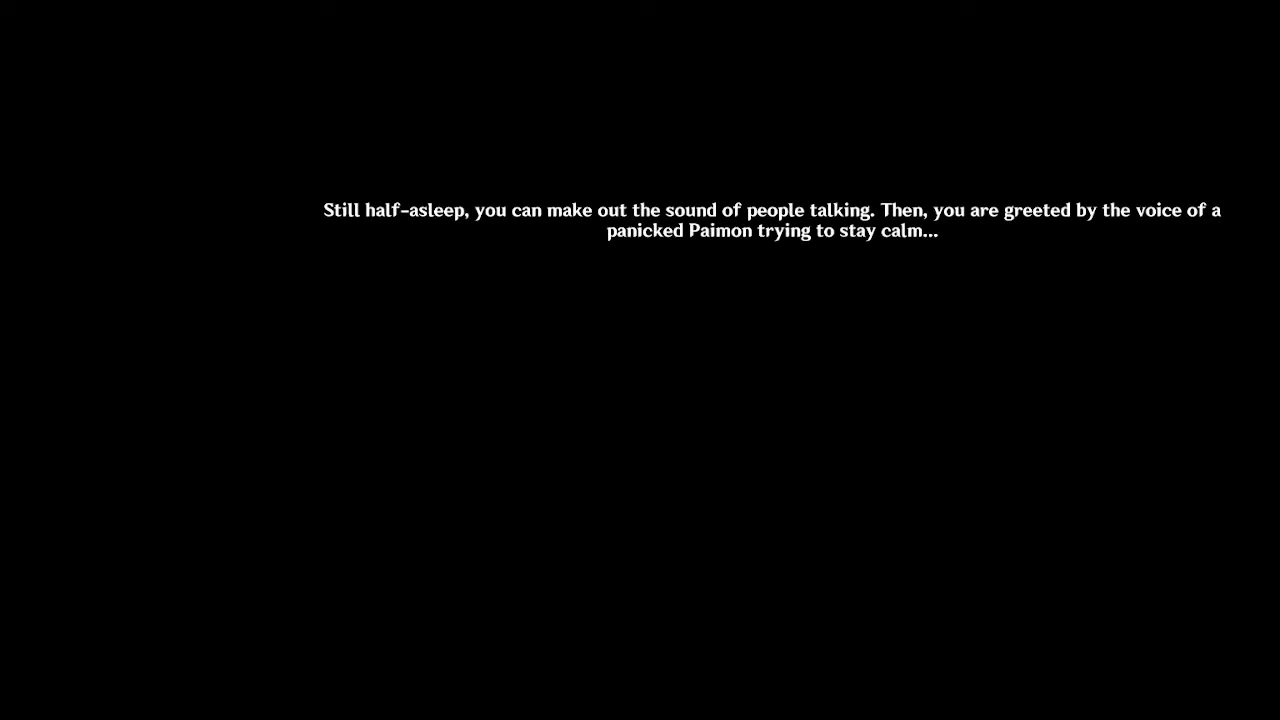 Still half-asleep, you can make out the sound of people talking. Then, you are greeted by the voice of a
panicked Paimon trying to stay calm...